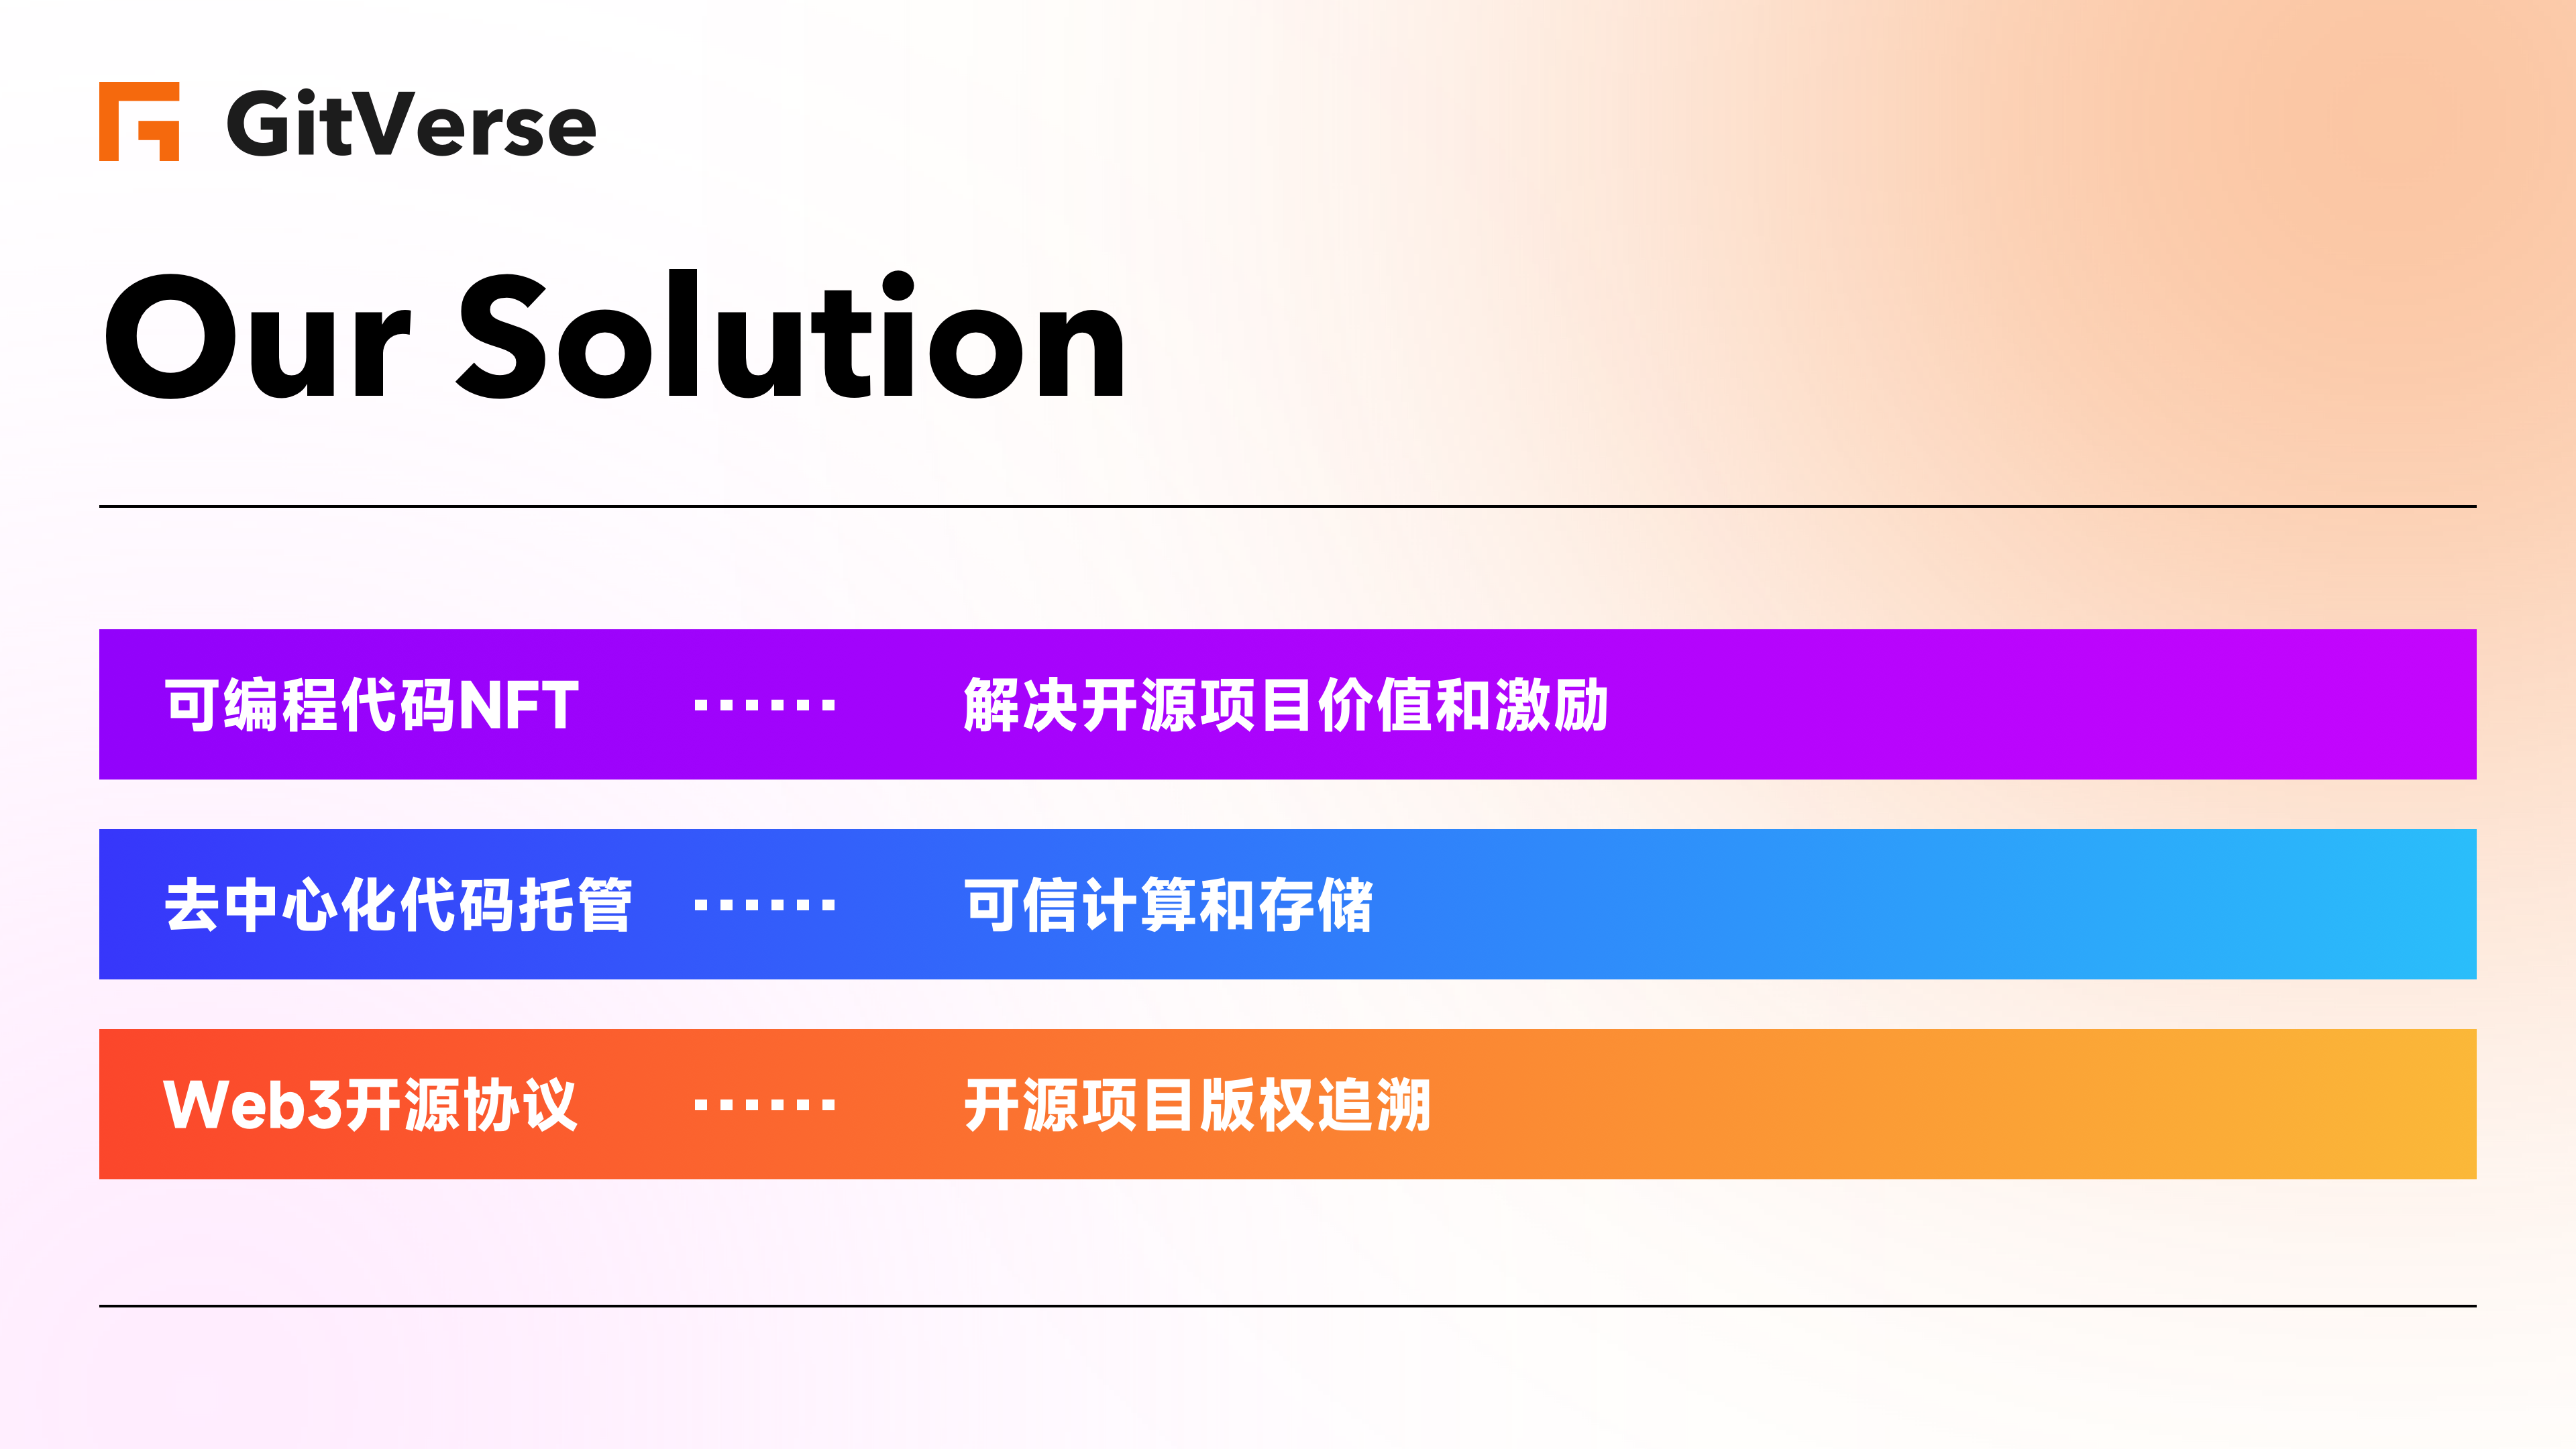 GitVerse
Our Solution
可编程代码NFT ······ 解决开源项目价值和激励
去中心化代码托管 ······ 可信计算和存储
Web3开源协议 ······ 开源项目版权追溯